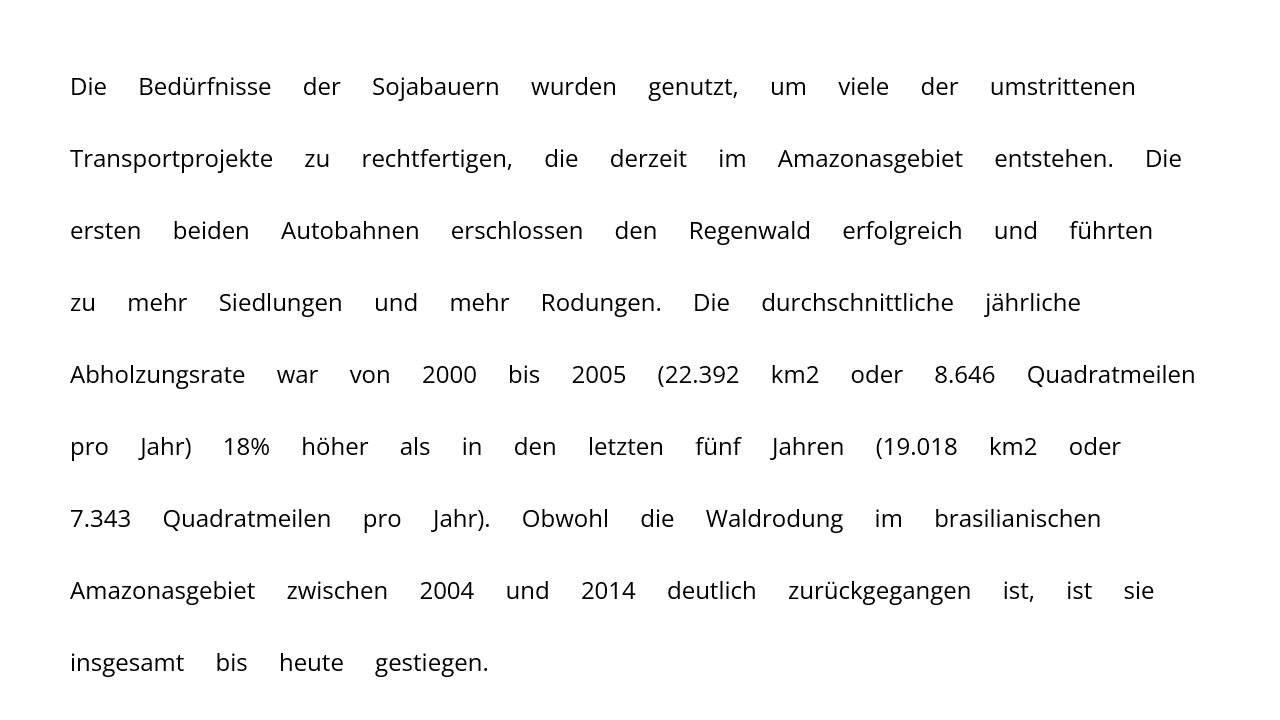 Die Bedürfnisse der Sojabauern wurden genutzt, um viele der umstrittenen
Transportprojekte zu rechtfertigen, die derzeit im Amazonasgebiet entstehen. Die
ersten beiden Autobahnen erschlossen den Regenwald erfolgreich und führten
zu mehr Siedlungen und mehr Rodungen. Die durchschnittliche jährliche
Abholzungsrate war von 2000 bis 2005 (22.392 km2 oder 8.646 Quadratmeilen
pro Jahr) 18% höher als in den letzten fünf Jahren (19.018 km2 oder
7.343 Quadratmeilen pro Jahr). Obwohl die Waldrodung im brasilianischen
Amazonasgebiet zwischen 2004 und 2014 deutlich zurückgegangen ist, ist sie
insgesamt bis heute gestiegen.